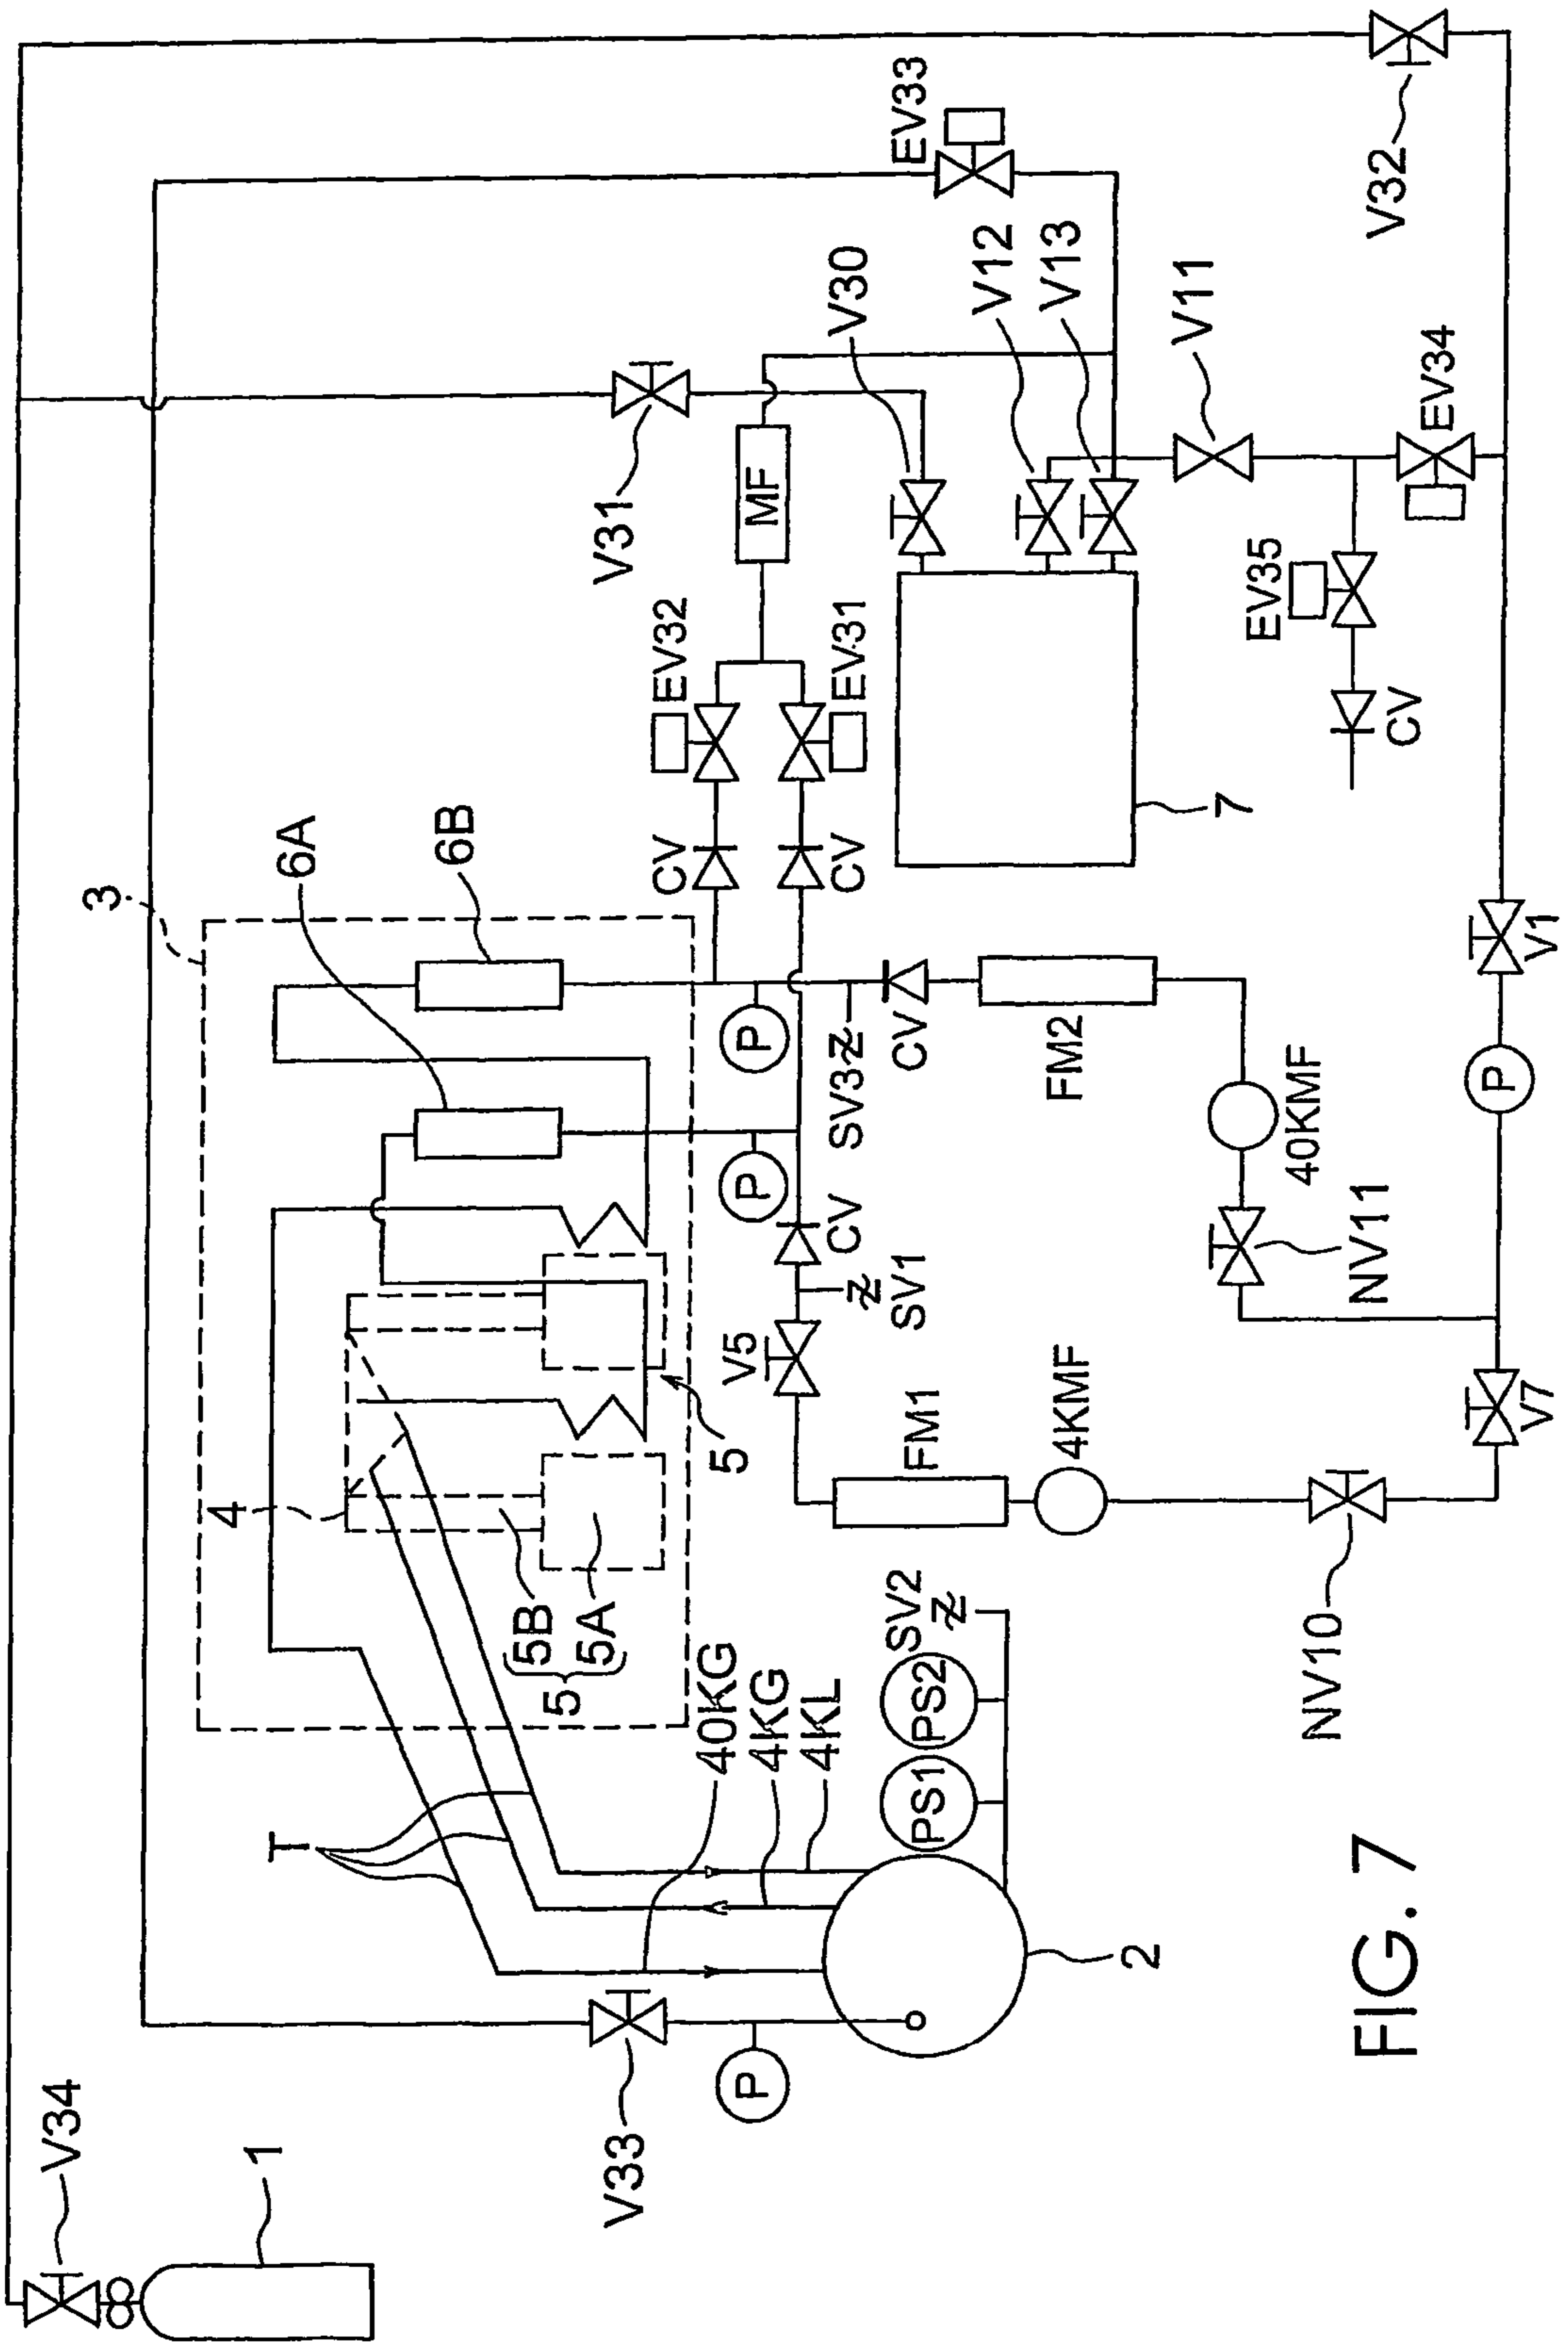 V34
1
V33
P
2
T
40KG
4KG
4KL
PS1
PS2
SV2
3
4
5B
5A
5
5
6A
6B
P
P
SV3
CV
CV
SV1
V5
FM1
4KMF
NV10
V7
FM2
40KMF
NV11
P
V1
CV
CV
EV32
EV31
MF
V31
V30
V12
V13
V11
EV33
EV34
EV35
CV
7
V32
FIG. 7